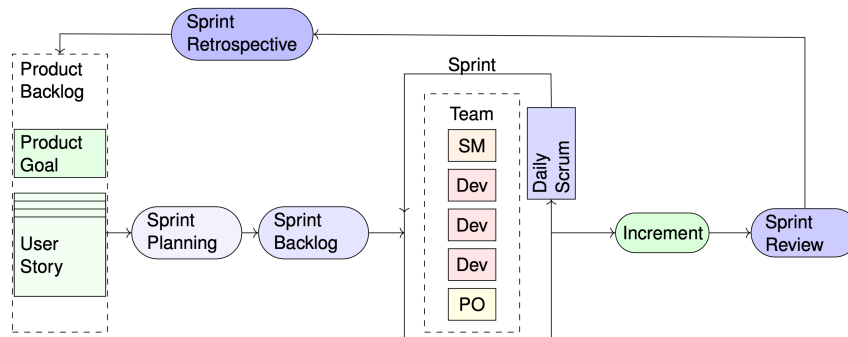 Sprint
Retrospective
Product
Backlog
Sprint
Team
Product
Goal
SM
Dev
Dev
Dev
PO
Daily
Scrum
User
Story
Sprint
Planning
Sprint
Backlog
Increment
Sprint
Review